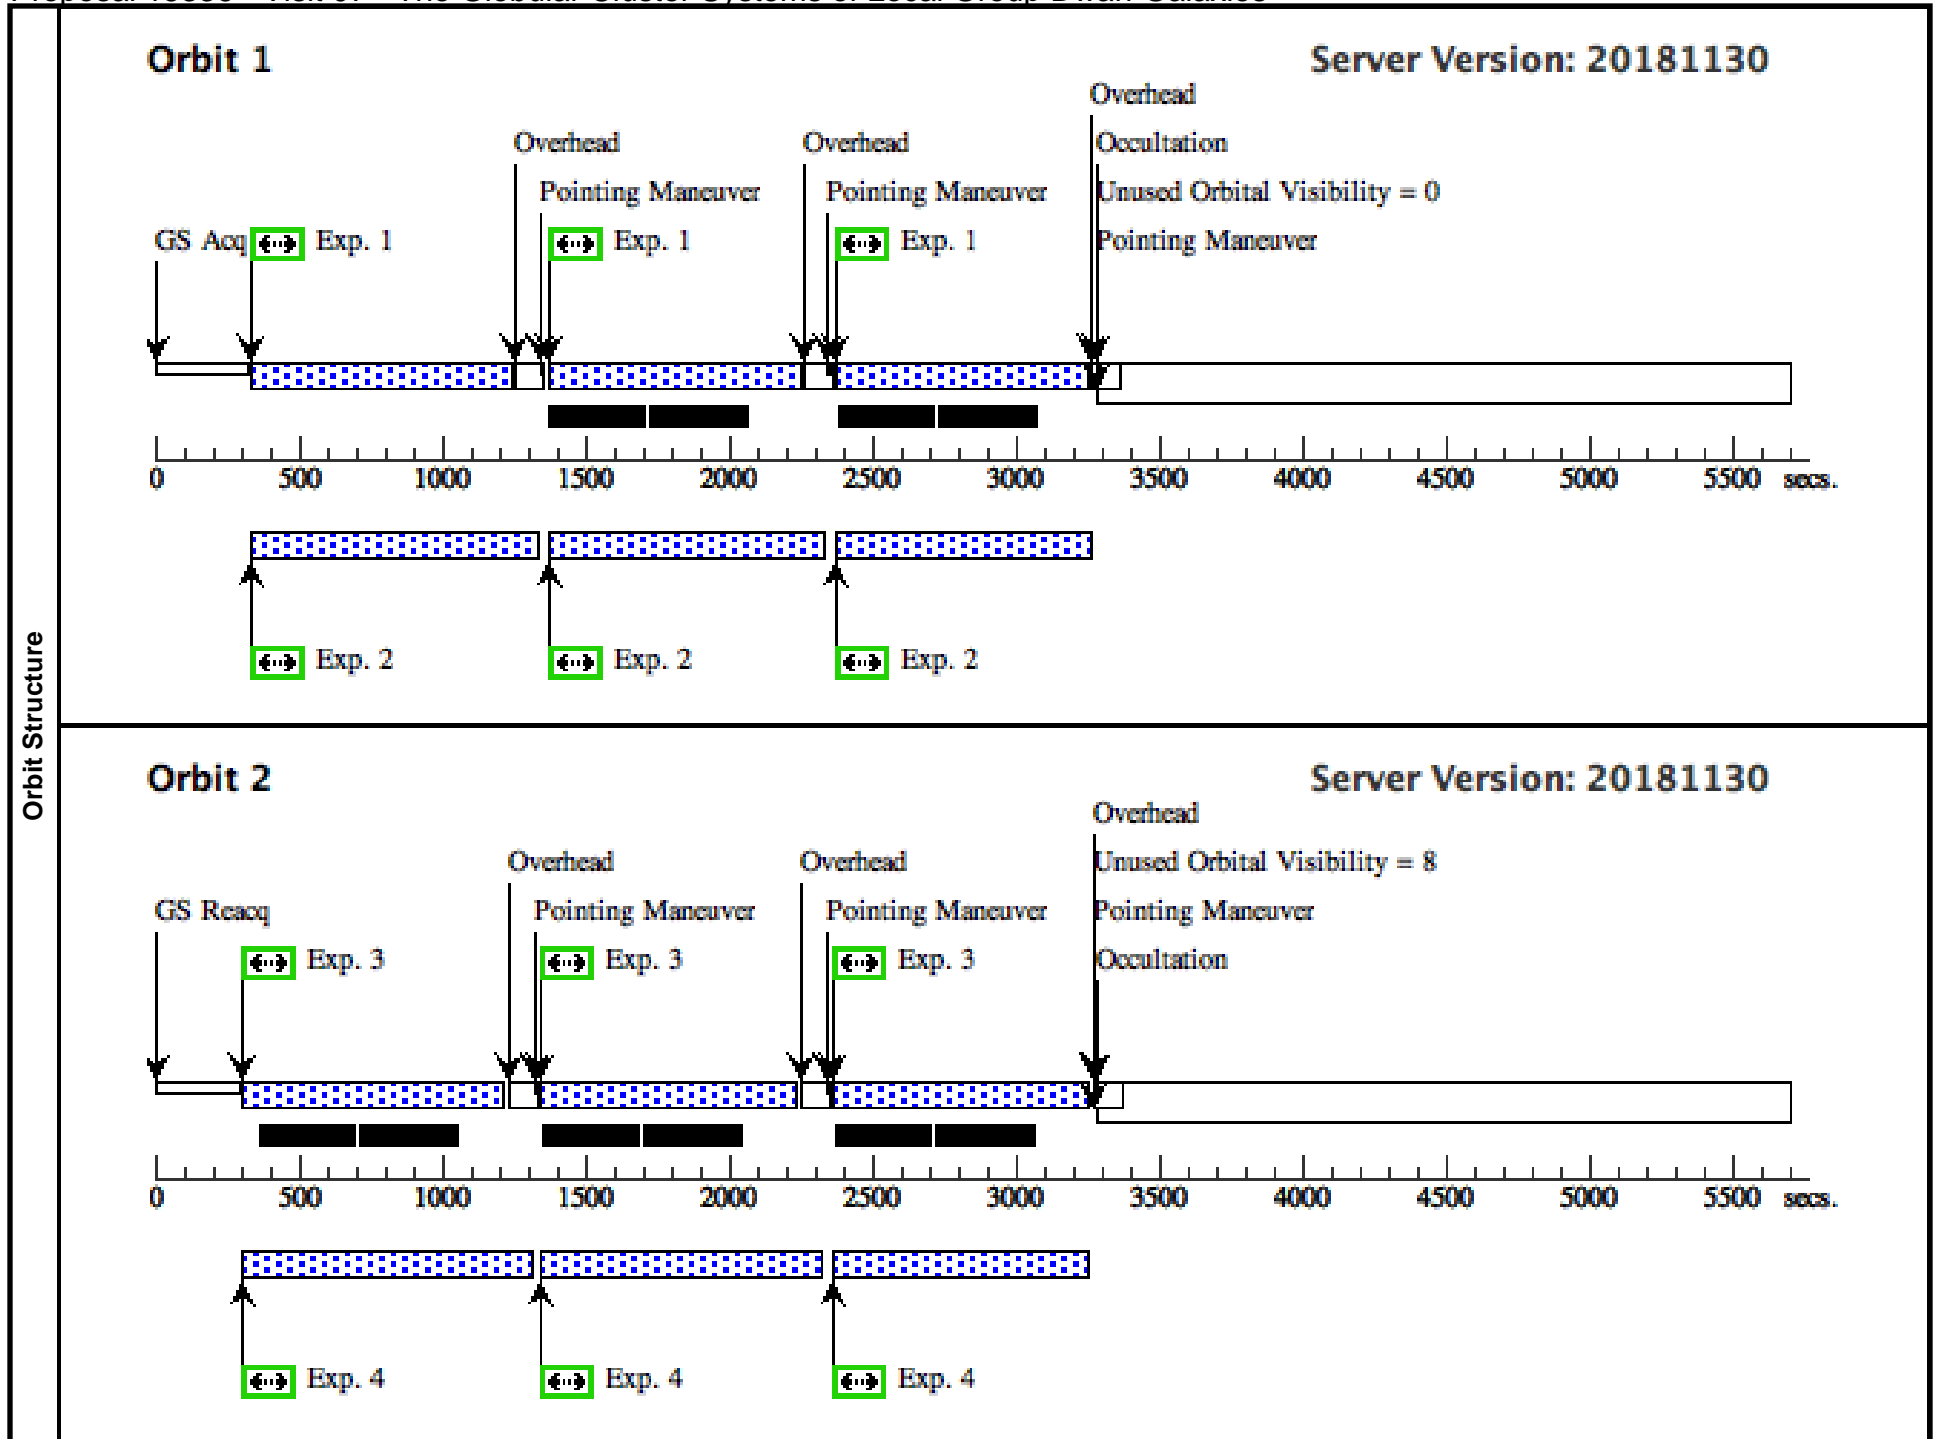 Orbit Structure
Orbit 1
Server Version: 20181130
Overhead
Overhead Overhead Occultation
Pointing Maneuver Pointing Maneuver Unused Orbital Visibility = 0
GS Acq Exp. 1 Exp. 1 Exp. 1 Pointing Maneuver
0 500 1000 1500 2000 2500 3000 3500 4000 4500 5000 5500 secs.
Exp. 2 Exp. 2 Exp. 2
Orbit 2
Server Version: 20181130
Overhead
Overhead Overhead Unused Orbital Visibility = 8
GS Reacq Pointing Maneuver Pointing Maneuver Pointing Maneuver
Exp. 3 Exp. 3 Exp. 3 Occultation
0 500 1000 1500 2000 2500 3000 3500 4000 4500 5000 5500 secs.
Exp. 4 Exp. 4 Exp. 4